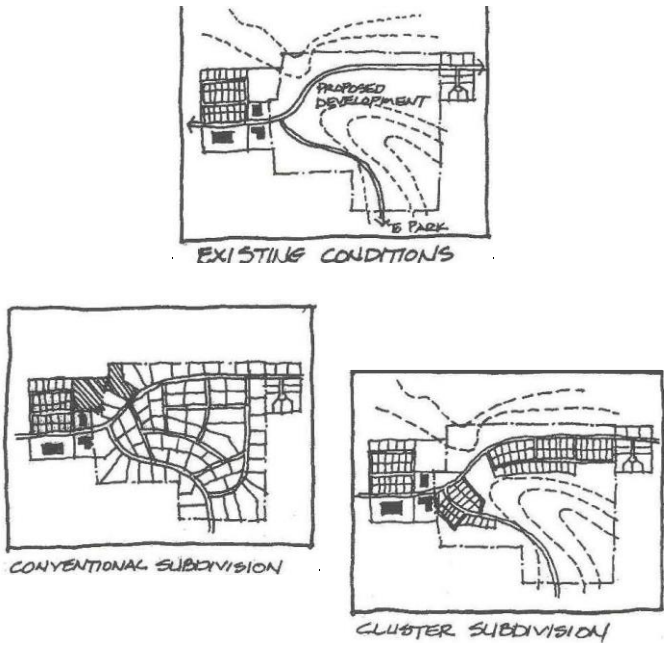 PROPOSED
DEVELOPMENT
TO PARK
EXISTING CONDITIONS
CONVENTIONAL SUBDIVISION
CLUSTER SUBDIVISION